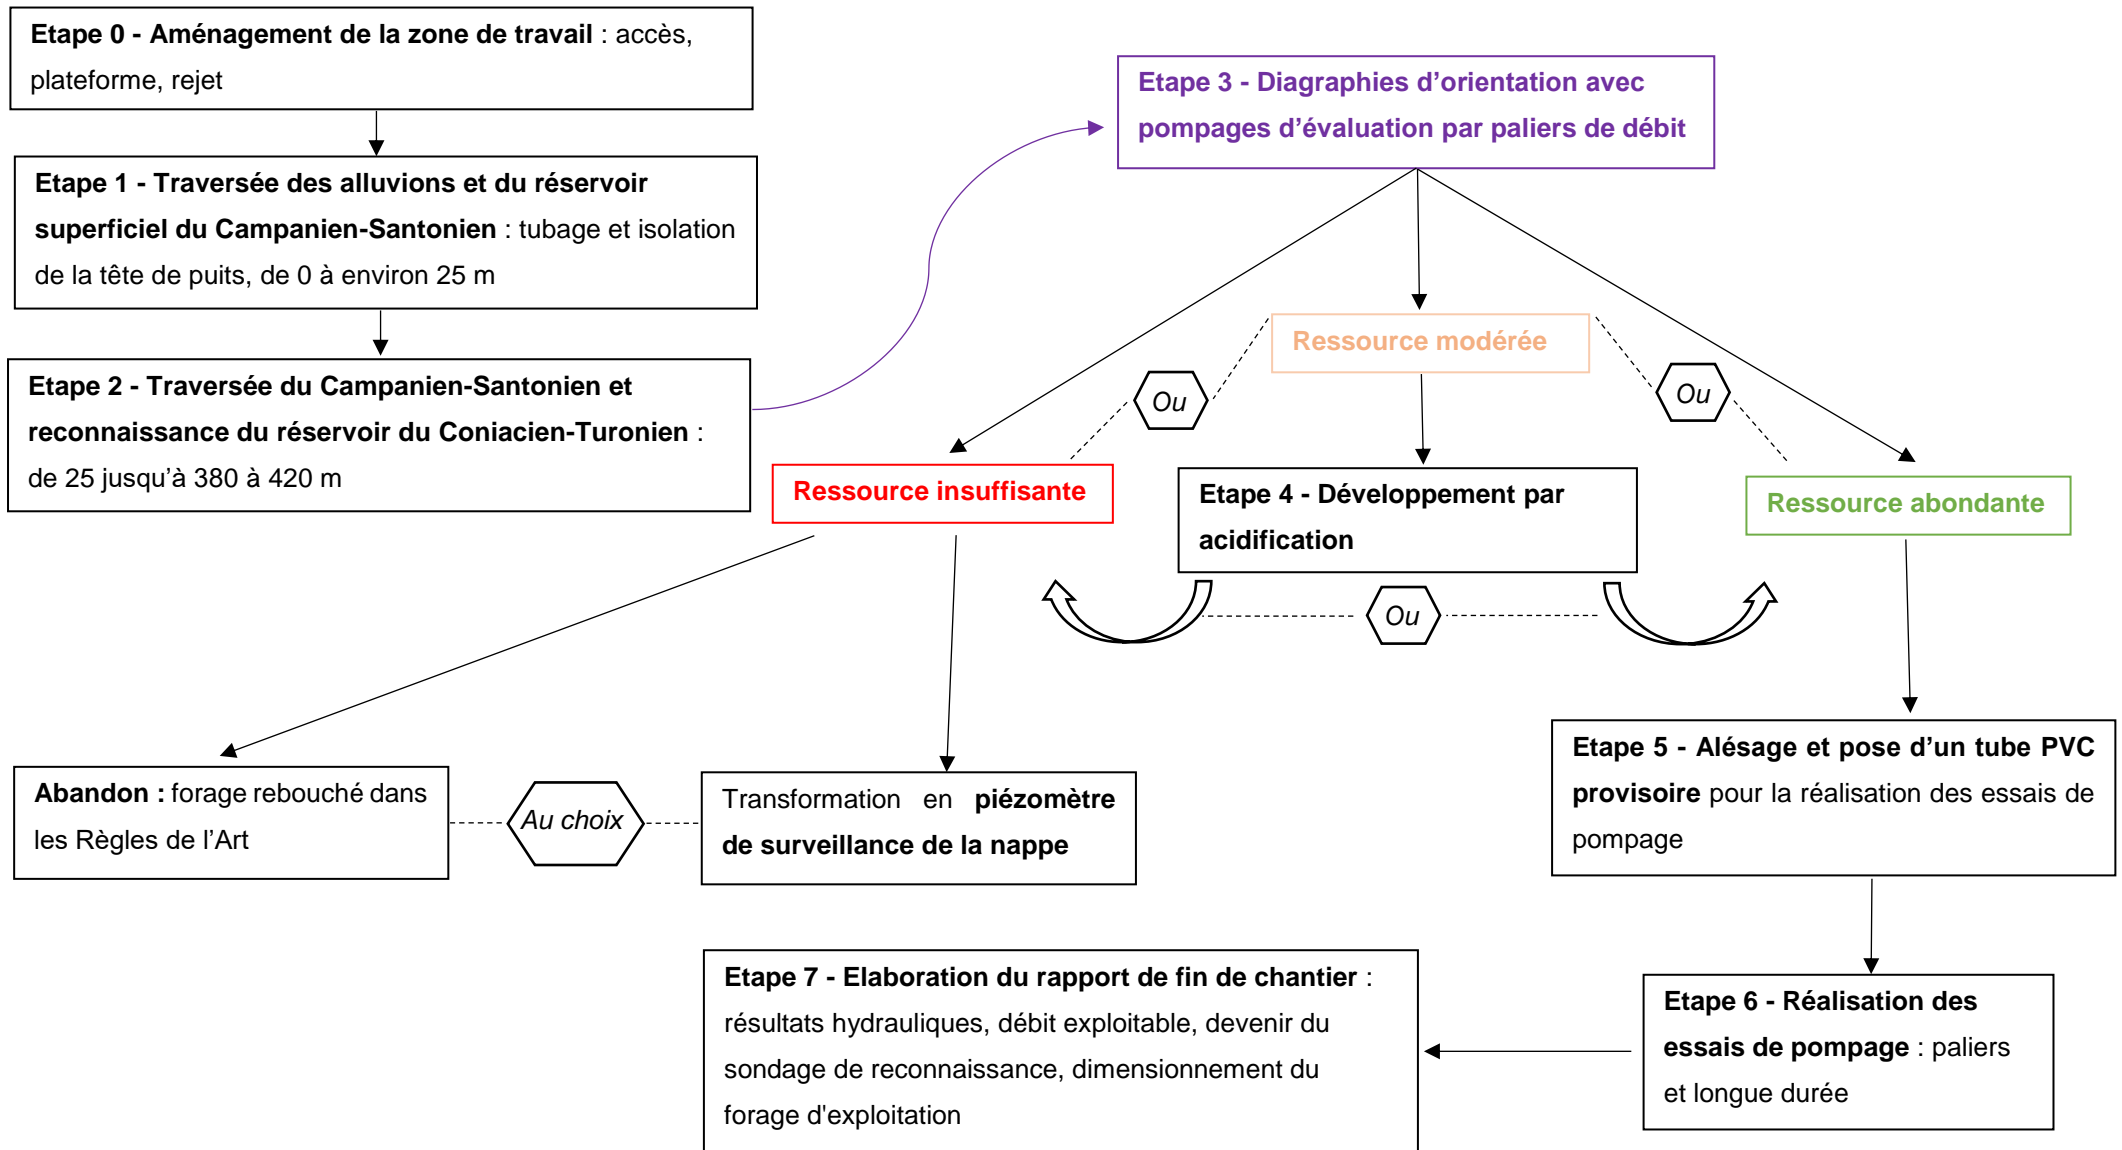 Etape 0 - Aménagement de la zone de travail : accès,
plateforme, rejet
Etape 1 - Traversée des alluvions et du réservoir
superficiel du Campanien-Santonien : tubage et isolation
de la tête de puits, de 0 à environ 25 m
Etape 2 - Traversée du Campanien-Santonien et
reconnaissance du réservoir du Coniacien-Turonien :
de 25 jusqu’à 380 à 420 m
Etape 3 - Diagraphies d’orientation avec
pompages d’évaluation par paliers de débit
Ressource modérée
Ou
Ou
Ressource insuffisante
Etape 4 - Développement par
acidification
Ressource abondante
Ou
Abandon : forage rebouché dans
les Règles de l’Art
Au choix
Transformation en piézomètre
de surveillance de la nappe
Etape 5 - Alésage et pose d’un tube PVC
provisoire pour la réalisation des essais de
pompage
Etape 6 - Réalisation des
essais de pompage : paliers
et longue durée
Etape 7 - Elaboration du rapport de fin de chantier :
résultats hydrauliques, débit exploitable, devenir du
sondage de reconnaissance, dimensionnement du
forage d'exploitation